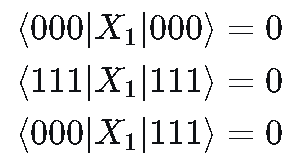 ⟨000|X₁|000⟩ = 0
⟨111|X₁|111⟩ = 0
⟨000|X₁|111⟩ = 0